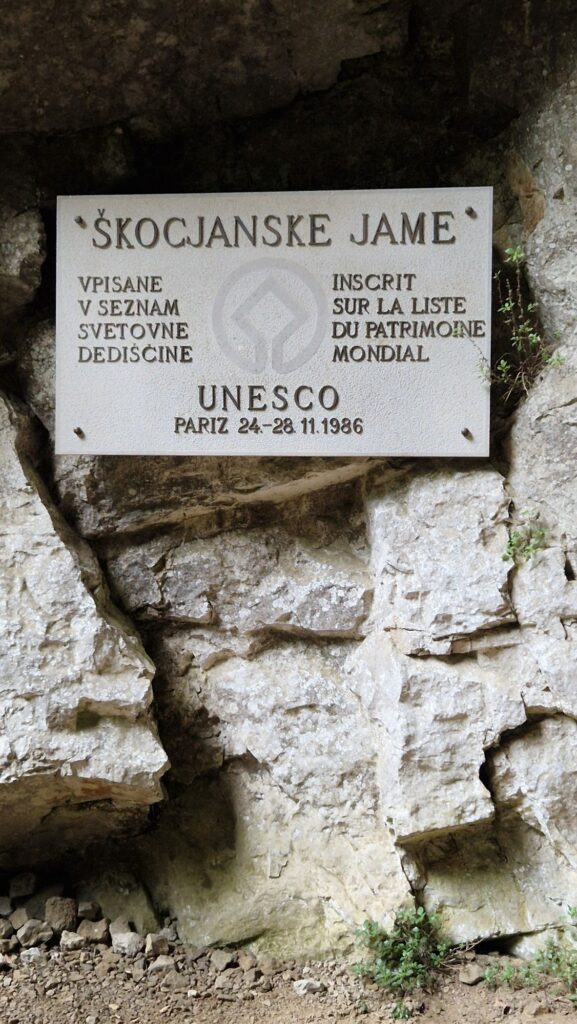 ŠKOCJANSKE JAME
VPISANE
V SEZNAM
SVETOVNE
DEDIŠČINE
INSCRIT
SUR LA LISTE
DU PATRIMOINE
MONDIAL
UNESCO
PARIZ 24.-28. 11. 1986